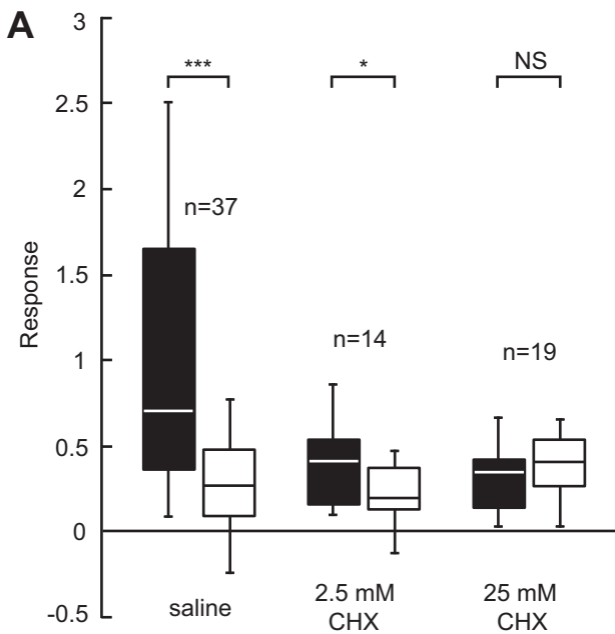 A
3
2.5
2
1.5
1
0.5
0
-0.5
Response
***
*
NS
n=37
n=14
n=19
saline
2.5 mM
CHX
25 mM
CHX